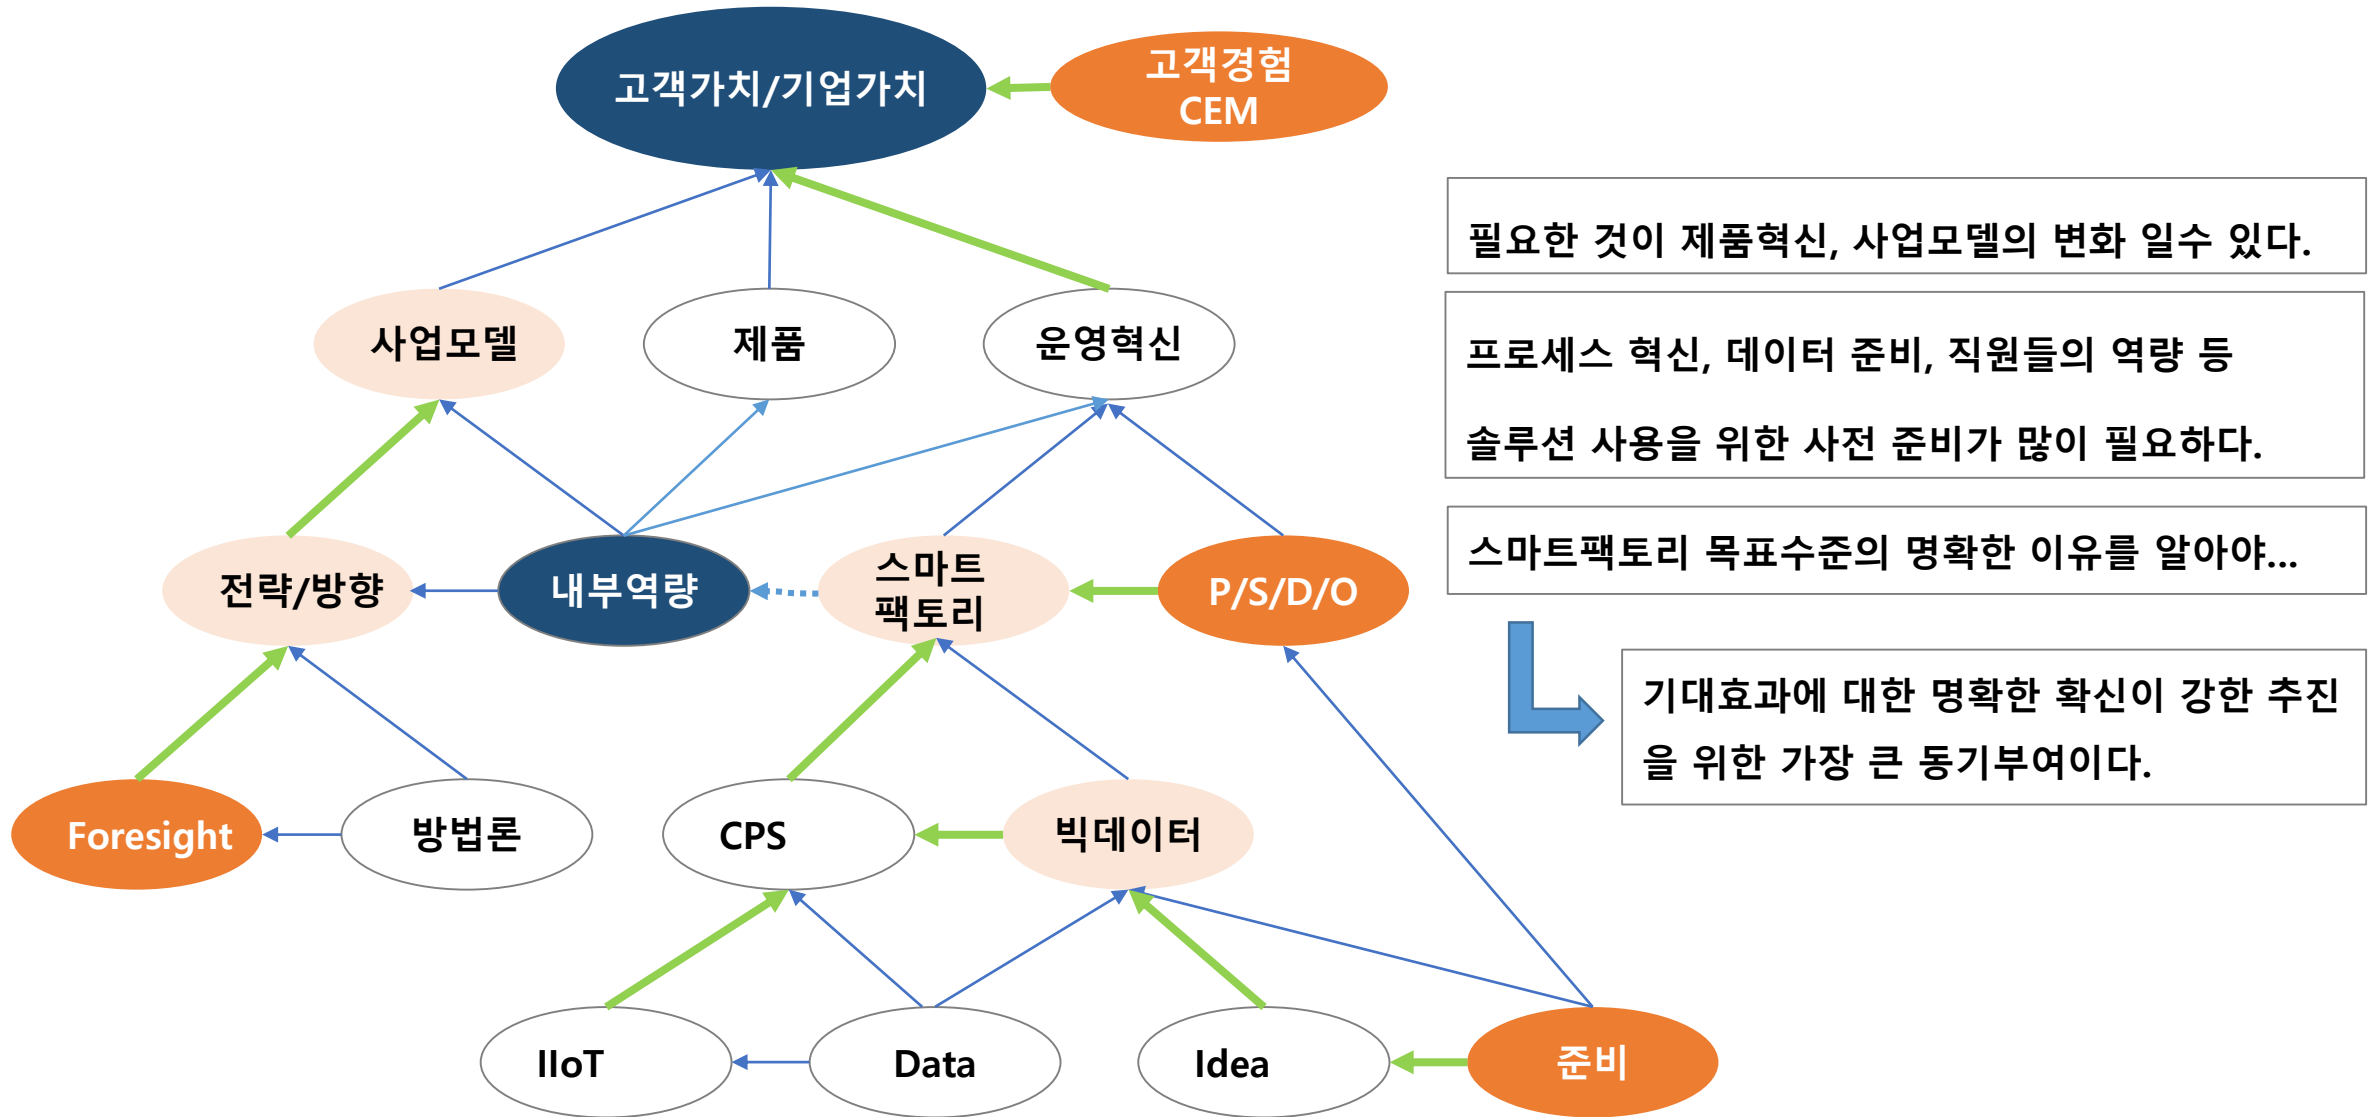 고객가치/기업가치
고객경험
CEM
필요한 것이 제품혁신, 사업모델의 변화 일수 있다.
사업모델
제품
운영혁신
프로세스 혁신, 데이터 준비, 직원들의 역량 등
솔루션 사용을 위한 사전 준비가 많이 필요하다.
스마트팩토리 목표수준의 명확한 이유를 알아야...
전략/방향
내부역량
스마트
팩토리
P/S/D/O
기대효과에 대한 명확한 확신이 강한 추진
을 위한 가장 큰 동기부여이다.
Foresight
방법론
CPS
빅데이터
IIoT
Data
Idea
준비